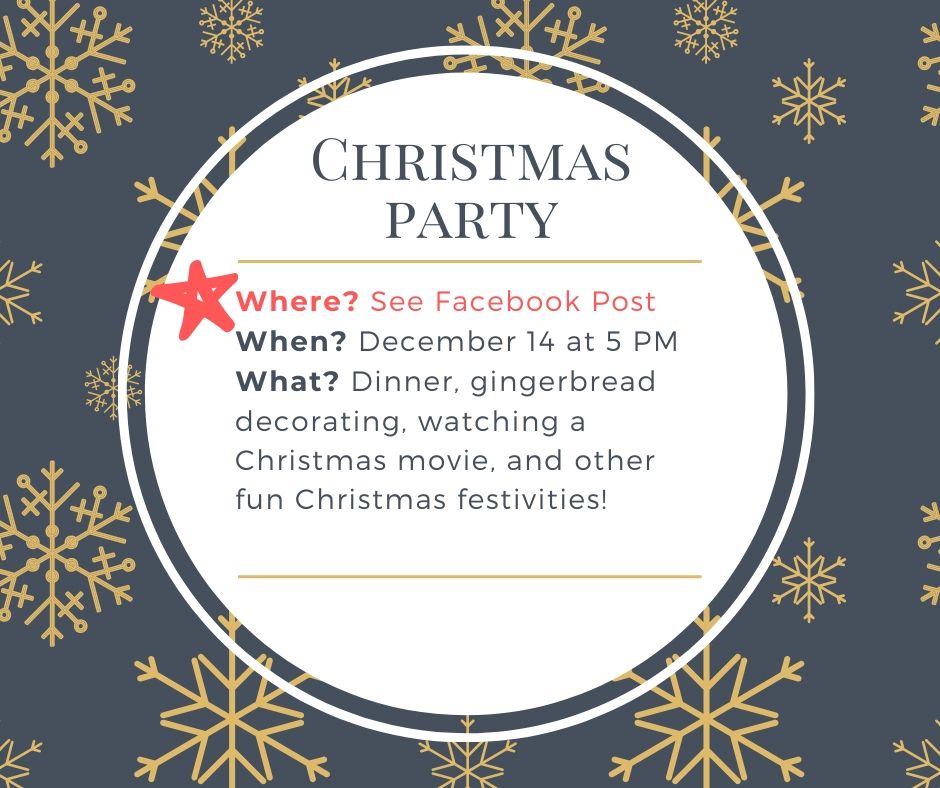 Christmas
party
Where? See Facebook Post
When? December 14 at 5 PM
What? Dinner, gingerbread
decorating, watching a
Christmas movie, and other
fun Christmas festivities!